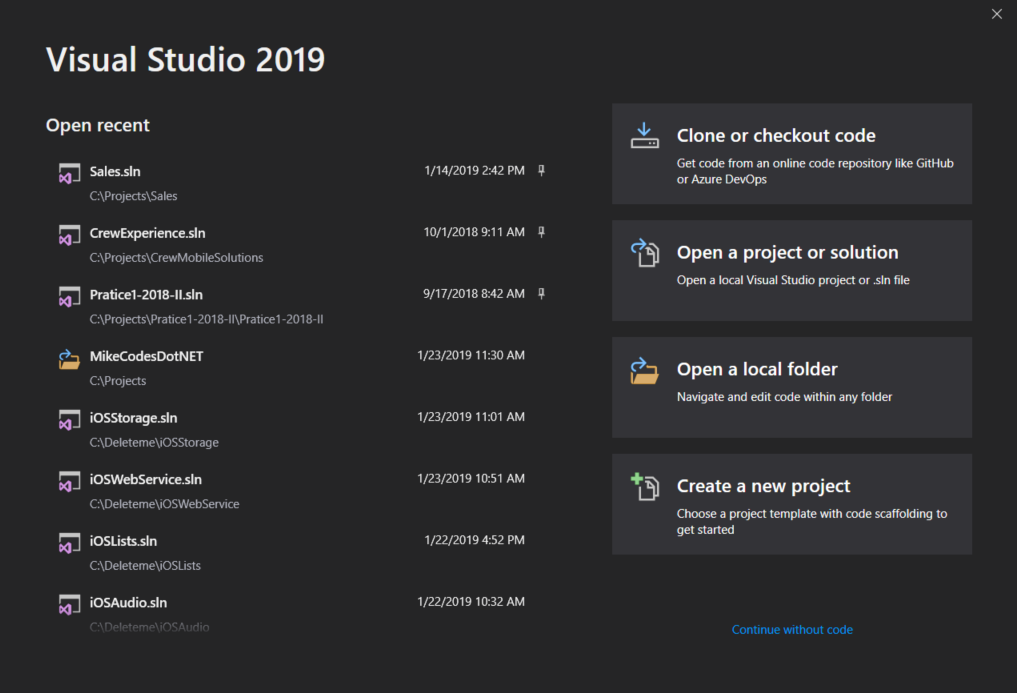 Visual Studio 2019
Open recent
Sales.sln 1/14/2019 2:42 PM
C:\Projects\Sales
CrewExperience.sln 10/1/2018 9:11 AM
C:\Projects\CrewMobileSolutions
Pratice1-2018-II.sln 9/17/2018 8:42 AM
C:\Projects\Pratice1-2018-II\Pratice1-2018-II
MikeCodesDotNET 1/23/2019 11:30 AM
C:\Projects
iOSStorage.sln 1/23/2019 11:01 AM
C:\Deleteme\iOSStorage
iOSWebService.sln 1/23/2019 10:51 AM
C:\Deleteme\iOSWebService
iOSLists.sln 1/22/2019 4:52 PM
C:\Deleteme\iOSLists
iOSAudio.sln 1/22/2019 10:32 AM
C:\Deleteme\iOSAudio
Clone or checkout code
Get code from an online code repository like GitHub
or Azure DevOps
Open a project or solution
Open a local Visual Studio project or .sln file
Open a local folder
Navigate and edit code within any folder
Create a new project
Choose a project template with code scaffolding to
get started
Continue without code